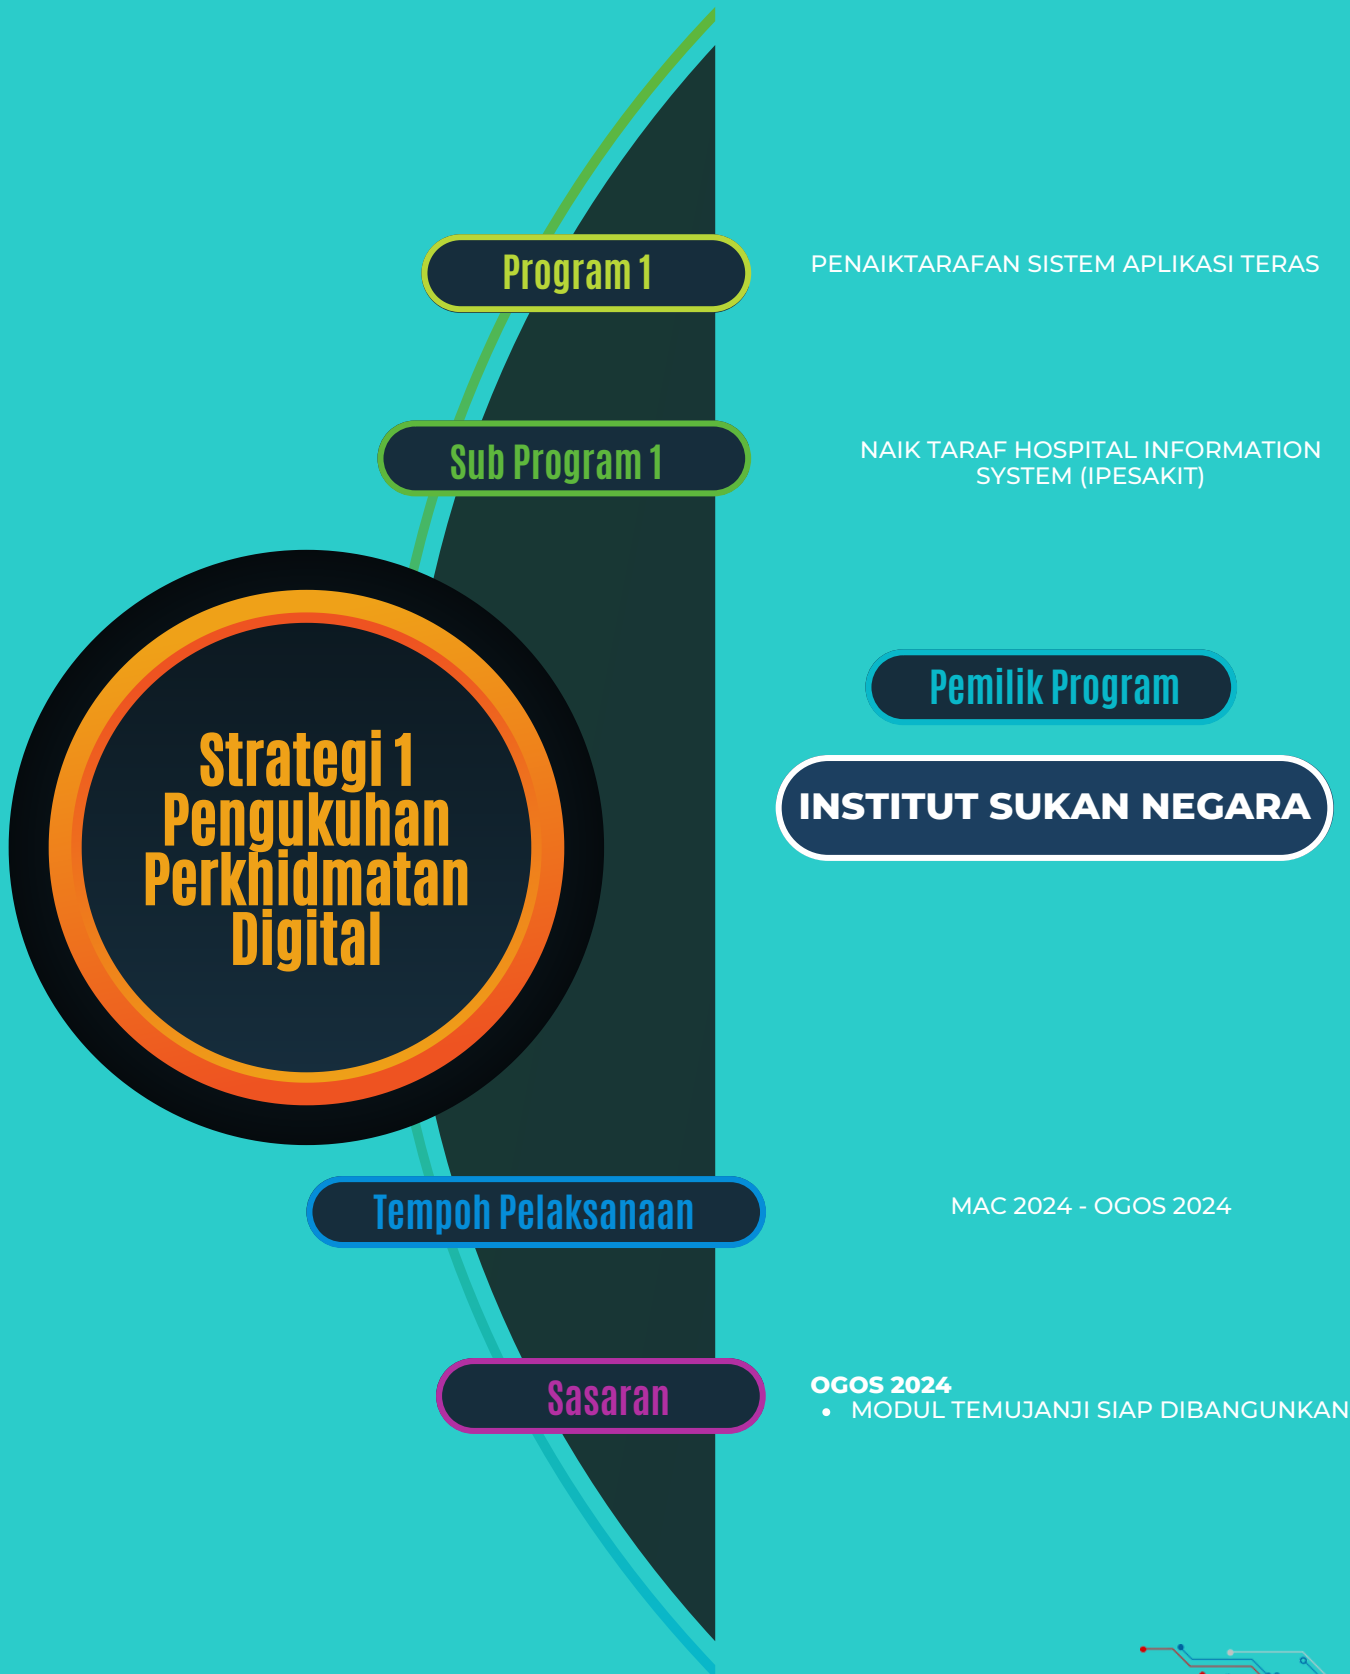 Program 1
PENAIKTARAFAN SISTEM APLIKASI TERAS
Sub Program 1
NAIK TARAF HOSPITAL INFORMATION
SYSTEM (IPESAKIT)
Strategi 1
Pengukuhan
Perkhidmatan
Digital
Pemilik Program
INSTITUT SUKAN NEGARA
Tempoh Pelaksanaan
MAC 2024 - OGOS 2024
Sasaran
OGOS 2024
• MODUL TEMUJANJI SIAP DIBANGUNKAN